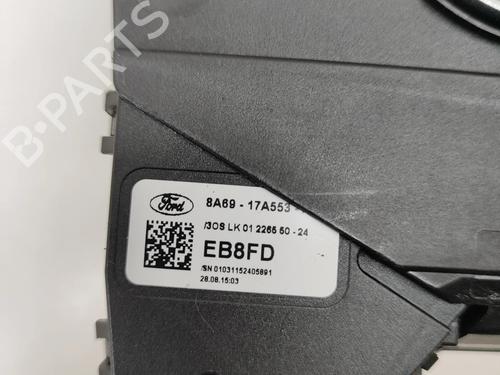 B-PARTS
Ford
8A69 - 17A553
/3OS LK 01 2265 50 - 24
EB8FD
/SN 01031152405891
28.08.15:03